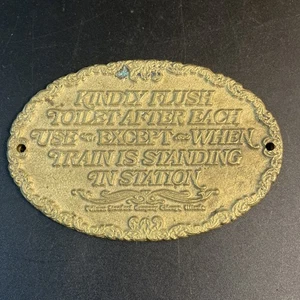 KINDLY FLUSH
TOILET AFTER EACH
USE - EXCEPT - WHEN
TRAIN IS STANDING
IN STATION